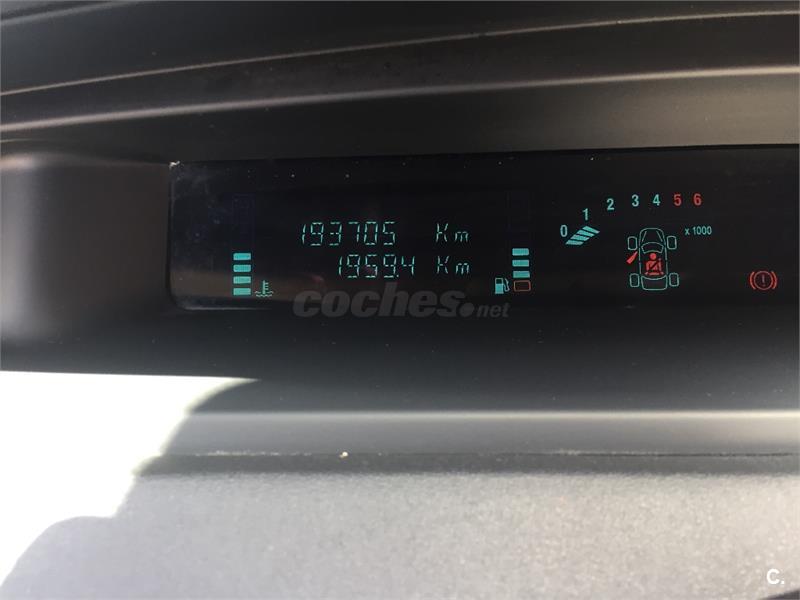 193705 Km
1959.4 Km
0 1 2 3 4 5 6
x 1000
coches.net
C.